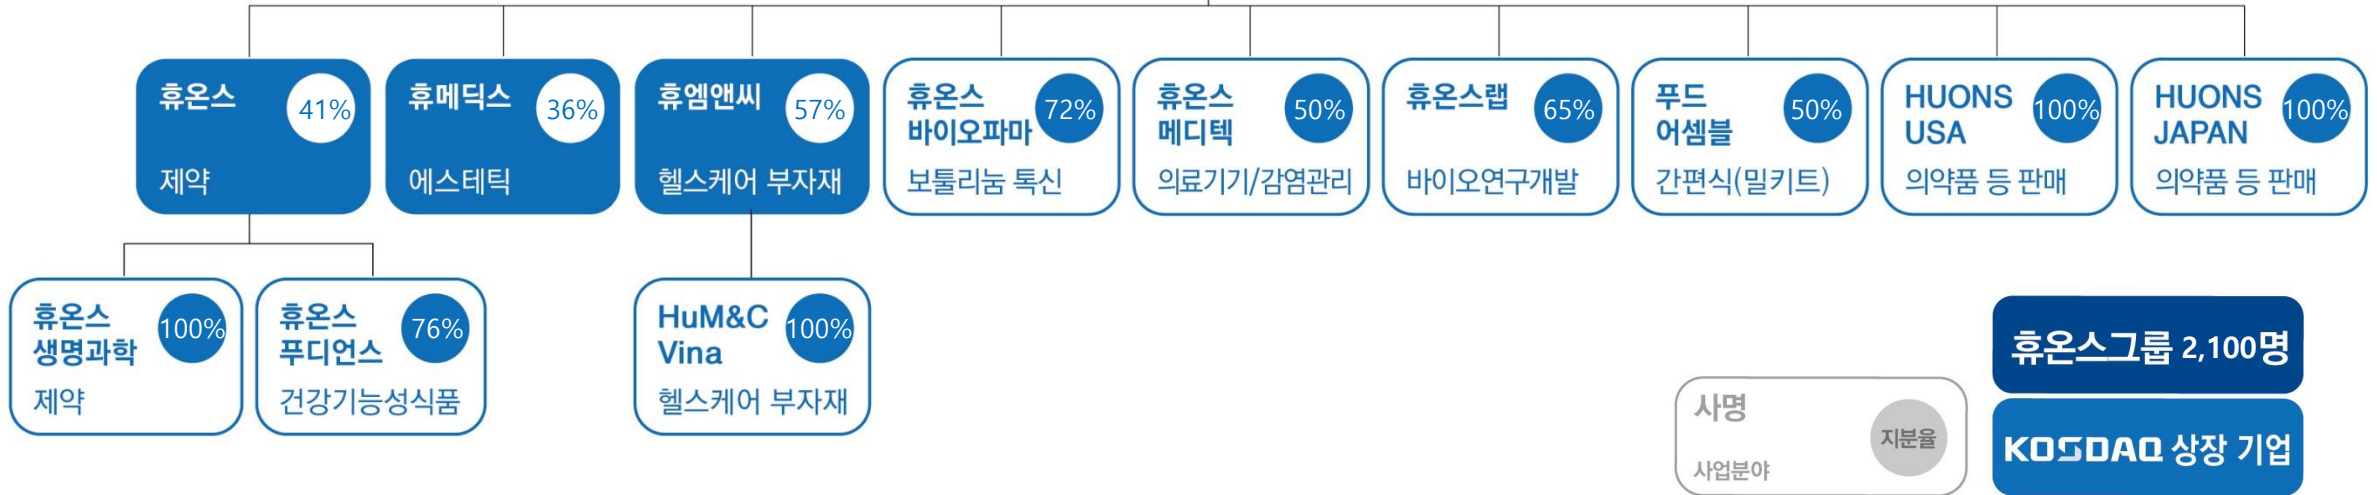 휴온스
41%
제약
휴메딕스
36%
에스테틱
휴엠앤씨
57%
헬스케어 부자재
휴온스
바이오파마
72%
보툴리눔 톡신
휴온스
메디텍
50%
의료기기/감염관리
휴온스랩
65%
바이오연구개발
푸드
어셈블
50%
간편식(밀키트)
HUONS
USA
100%
의약품 등 판매
HUONS
JAPAN
100%
의약품 등 판매
휴온스
생명과학
100%
제약
휴온스
푸디언스
76%
건강기능성식품
HuM&C
Vina
100%
헬스케어 부자재
사명
지분율
사업분야
휴온스그룹 2,100명
KOSDAQ 상장 기업